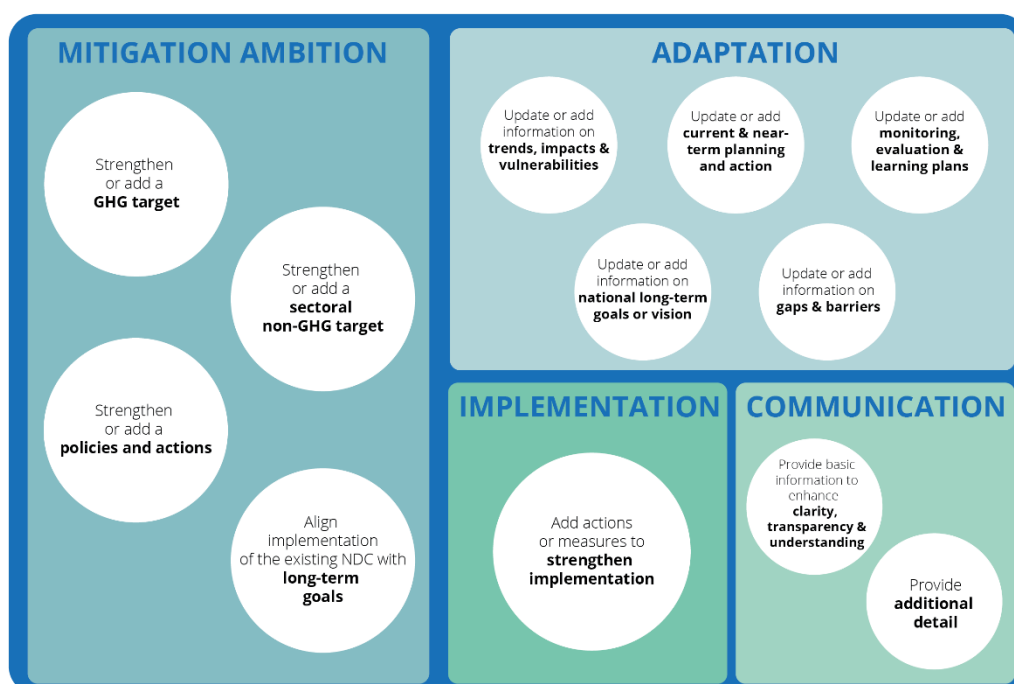 MITIGATION AMBITION
Strengthen
or add a
GHG target
Strengthen
or add a
sectoral
non-GHG target
Strengthen
or add a
policies and actions
Align
implementation
of the existing NDC with
long-term
goals
ADAPTATION
Update or add
information on
trends, impacts &
vulnerabilities
Update or add
current & near-
term planning
and action
Update or add
monitoring,
evaluation &
learning plans
Update or add
information on
national long-term
goals or vision
Update or add
information on
gaps & barriers
IMPLEMENTATION
Add actions
or measures to
strengthen
implementation
COMMUNICATION
Provide basic
information to
enhance
clarity,
transparency &
understanding
Provide
additional
detail